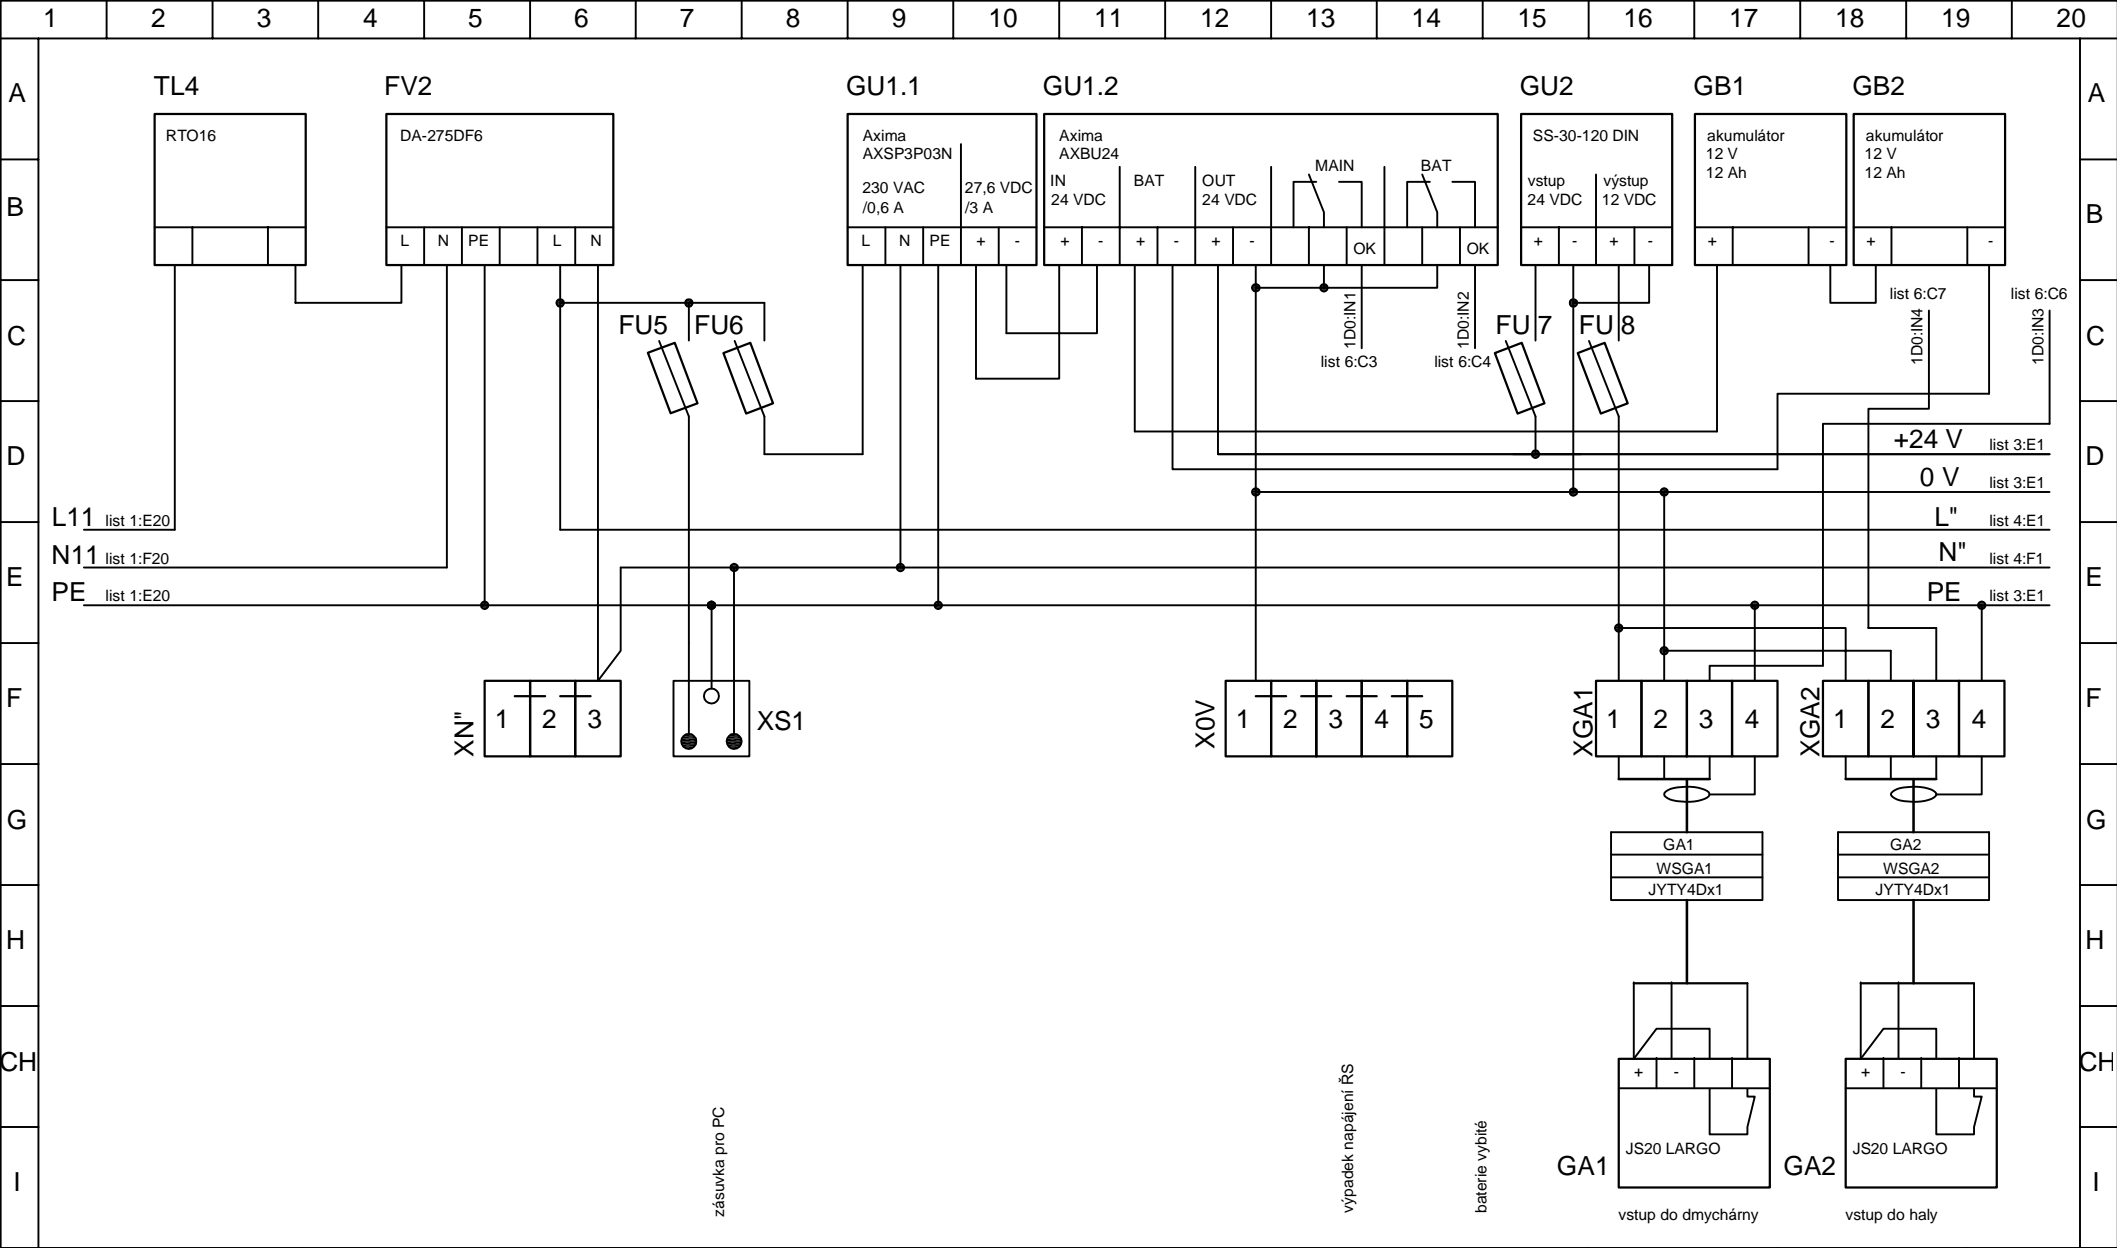 1 2 3 4 5 6 7 8 9 10 11 12 13 14 15 16 17 18 19 20
A A
TL4 FV2 GU1.1 GU1.2 GU2 GB1 GB2
RTO16
DA-275DF6
Axima
AXSP3P03N
230 VAC
/0,6 A
27,6 VDC
/3 A
Axima
AXBU24
IN
24 VDC
BAT
OUT
24 VDC
MAIN
BAT
SS-30-120 DIN
vstup
24 VDC
výstup
12 VDC
akumulátor
12 V
12 Ah
akumulátor
12 V
12 Ah
B B
L N PE L N
L N PE + -
+ - + - + - OK OK
+ - + -
+ -
+ -
C C
FU5 FU6
1D0:IN1
list 6:C3
1D0:IN2
list 6:C4
FU7 FU8
list 6:C7
1D0:IN4
list 6:C6
1D0:IN3
D D
+24 V list 3:E1
0 V list 3:E1
L11 list 1:E20
L" list 4:E1
N11 list 1:F20
N" list 4:F1
E E
PE list 1:E20
PE list 3:E1
F F
XN" 1 2 3
XS1
X0V 1 2 3 4 5
XGA1 1 2 3 4
XGA2 1 2 3 4
G G
GA1
WSGA1
JYTY4Dx1
GA2
WSGA2
JYTY4Dx1
H H
CH CH
+ -
+ -
JS20 LARGO
JS20 LARGO
GA1 GA2
I I
zásuvka pro PC
výpadek napájení ŘS
baterie vybité
vstup do dmychárny
vstup do haly